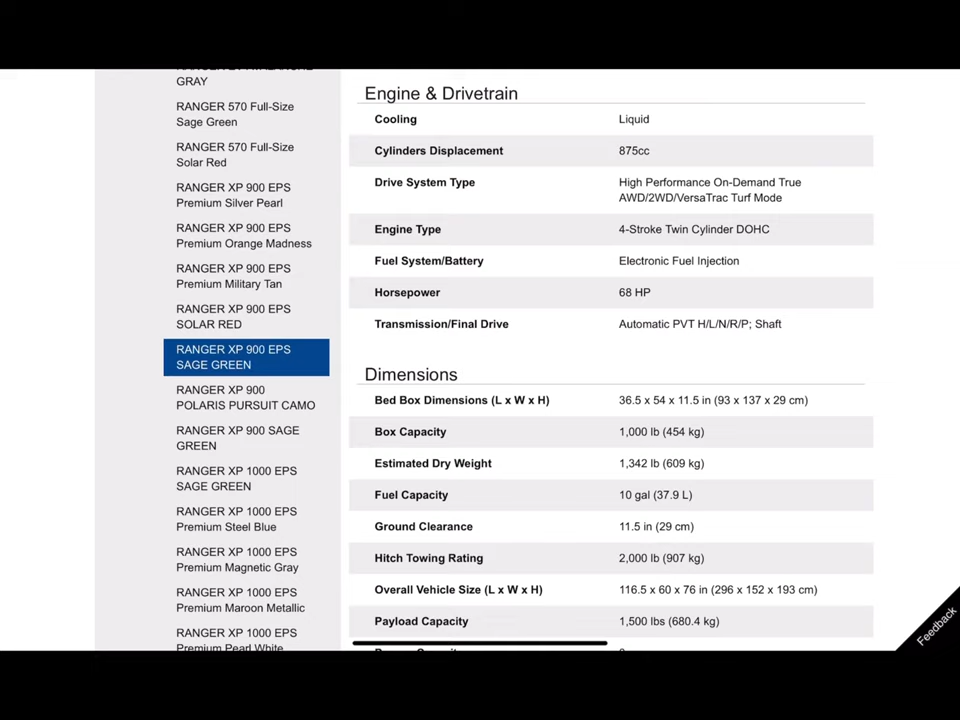 GRAY
RANGER 570 Full-Size
Sage Green
RANGER 570 Full-Size
Solar Red
RANGER XP 900 EPS
Premium Silver Pearl
RANGER XP 900 EPS
Premium Orange Madness
RANGER XP 900 EPS
Premium Military Tan
RANGER XP 900 EPS
SOLAR RED
RANGER XP 900 EPS
SAGE GREEN
RANGER XP 900
POLARIS PURSUIT CAMO
RANGER XP 900 SAGE
GREEN
RANGER XP 1000 EPS
SAGE GREEN
RANGER XP 1000 EPS
Premium Steel Blue
RANGER XP 1000 EPS
Premium Magnetic Gray
RANGER XP 1000 EPS
Premium Maroon Metallic
RANGER XP 1000 EPS
Premium Pearl White
Engine & Drivetrain
Cooling Liquid
Cylinders Displacement 875cc
Drive System Type High Performance On-Demand True
AWD/2WD/VersaTrac Turf Mode
Engine Type 4-Stroke Twin Cylinder DOHC
Fuel System/Battery Electronic Fuel Injection
Horsepower 68 HP
Transmission/Final Drive Automatic PVT H/L/N/R/P; Shaft
Dimensions
Bed Box Dimensions (L x W x H) 36.5 x 54 x 11.5 in (93 x 137 x 29 cm)
Box Capacity 1,000 lb (454 kg)
Estimated Dry Weight 1,342 lb (609 kg)
Fuel Capacity 10 gal (37.9 L)
Ground Clearance 11.5 in (29 cm)
Hitch Towing Rating 2,000 lb (907 kg)
Overall Vehicle Size (L x W x H) 116.5 x 60 x 76 in (296 x 152 x 193 cm)
Payload Capacity 1,500 lbs (680.4 kg)
Feedback